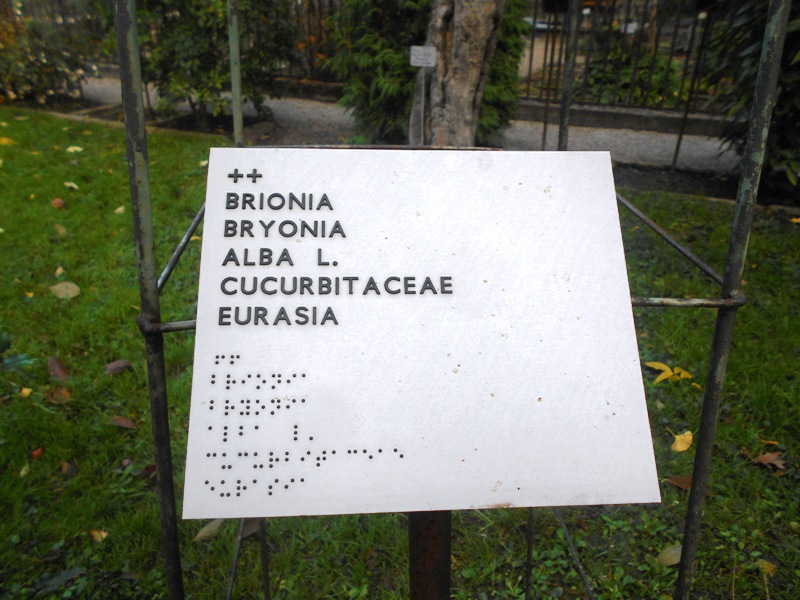 ++
BRIONIA
BRYONIA
ALBA L.
CUCURBITACEAE
EURASIA